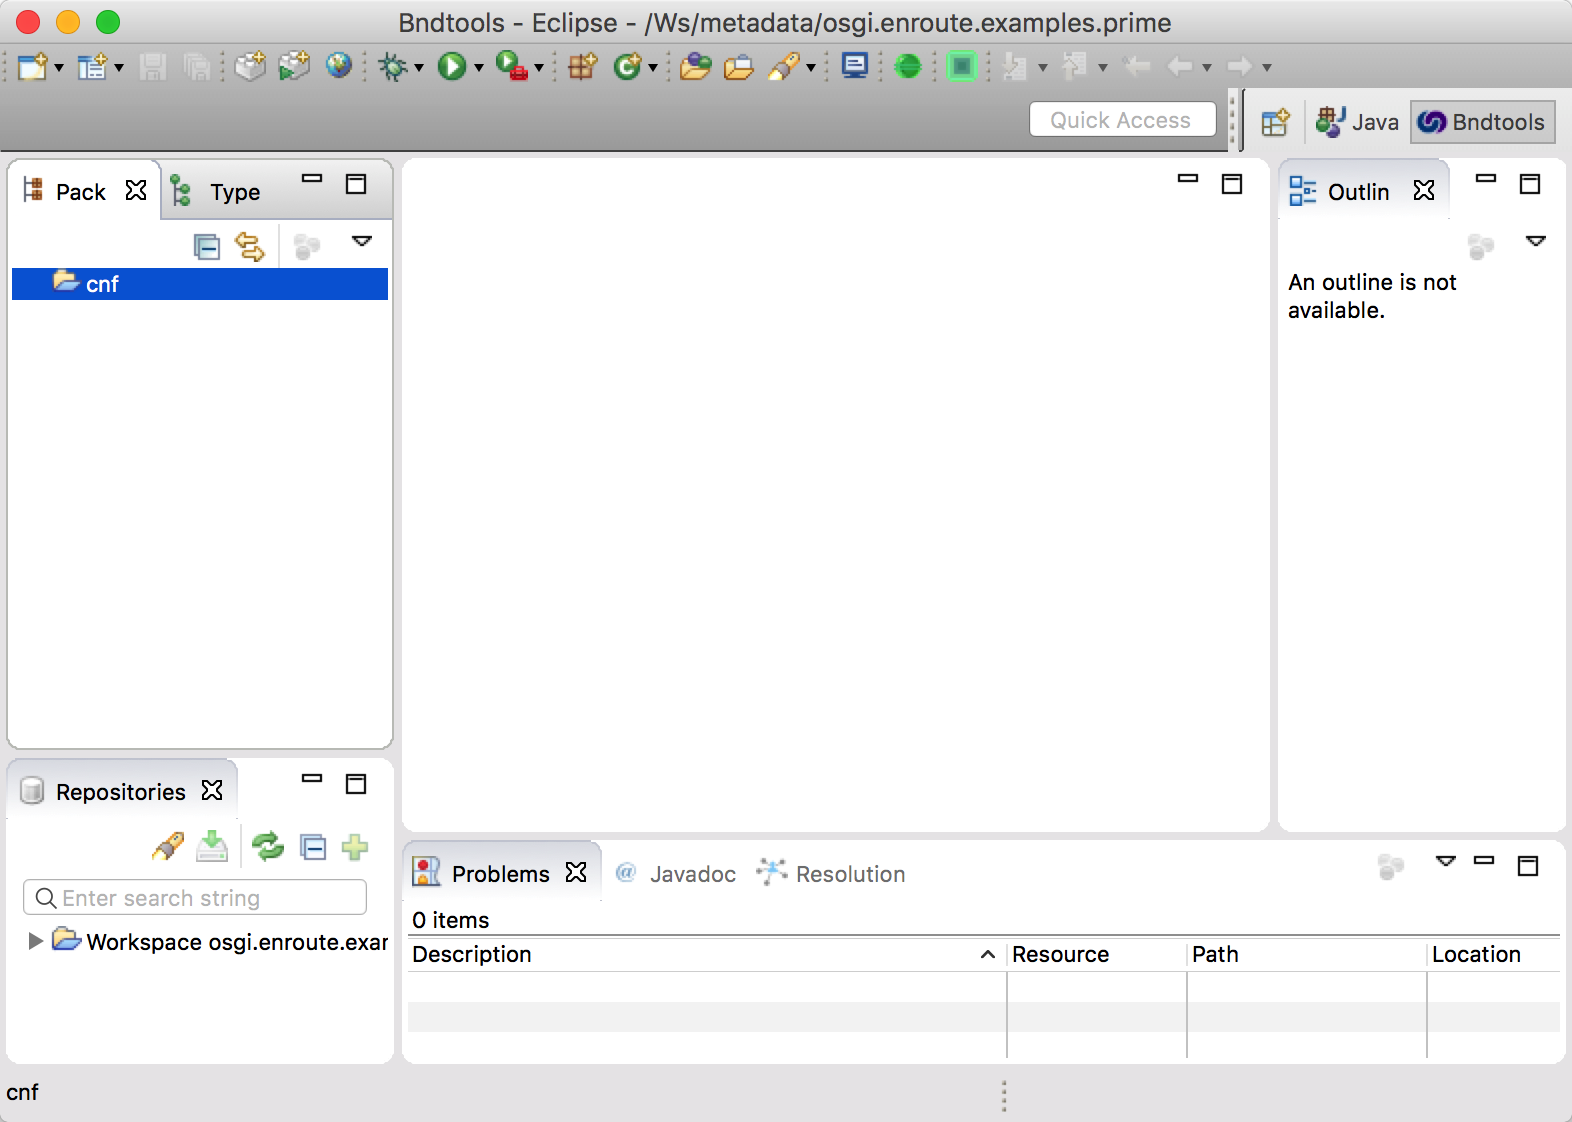 Bndtools - Eclipse - /Ws/metadata/osgi.enroute.examples.prime
Quick Access
Java
Bndtools
Pack
Type
cnf
Outlin
An outline is not
available.
Repositories
Enter search string
Workspace osgi.enroute.exar
Problems
@ Javadoc
Resolution
0 items
Description Resource Path Location
cnf